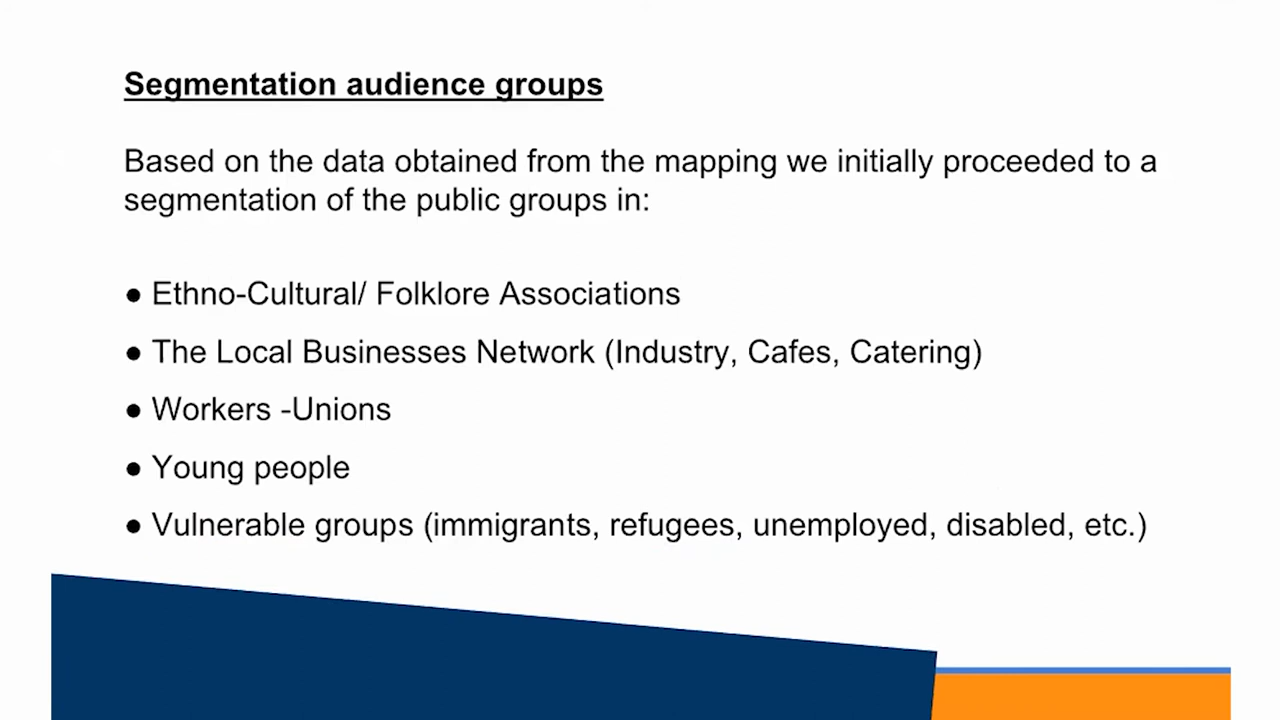 Segmentation audience groups
Based on the data obtained from the mapping we initially proceeded to a
segmentation of the public groups in:
● Ethno-Cultural/ Folklore Associations
● The Local Businesses Network (Industry, Cafes, Catering)
● Workers -Unions
● Young people
● Vulnerable groups (immigrants, refugees, unemployed, disabled, etc.)